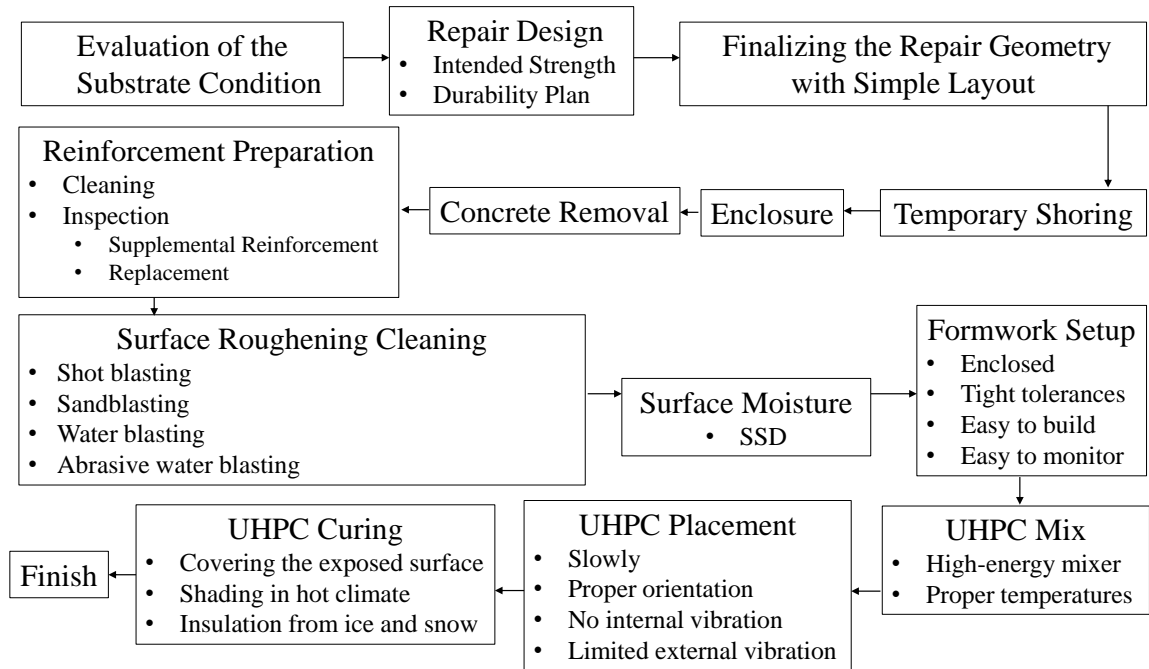 Evaluation of the
Substrate Condition
Repair Design
• Intended Strength
• Durability Plan
Finalizing the Repair Geometry
with Simple Layout
Temporary Shoring
Enclosure
Concrete Removal
Reinforcement Preparation
• Cleaning
• Inspection
• Supplemental Reinforcement
• Replacement
Surface Roughening Cleaning
• Shot blasting
• Sandblasting
• Water blasting
• Abrasive water blasting
Surface Moisture
• SSD
Formwork Setup
• Enclosed
• Tight tolerances
• Easy to build
• Easy to monitor
UHPC Mix
• High-energy mixer
• Proper temperatures
UHPC Placement
• Slowly
• Proper orientation
• No internal vibration
• Limited external vibration
UHPC Curing
• Covering the exposed surface
• Shading in hot climate
• Insulation from ice and snow
Finish